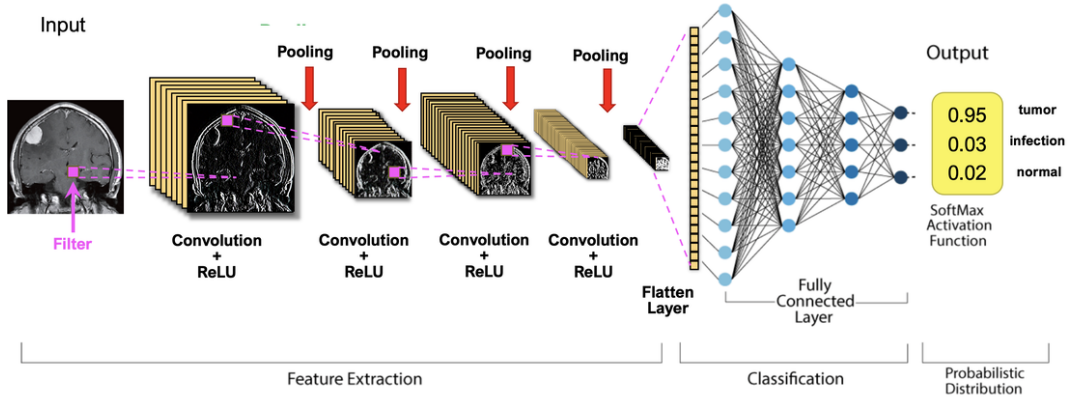 Input
Pooling
Pooling
Pooling
Pooling
Output
0.95 tumor
0.03 infection
0.02 normal
SoftMax
Activation
Function
Filter
Convolution
+
ReLU
Convolution
+
ReLU
Convolution
+
ReLU
Convolution
+
ReLU
Flatten
Layer
Fully
Connected
Layer
Feature Extraction
Classification
Probabilistic
Distribution